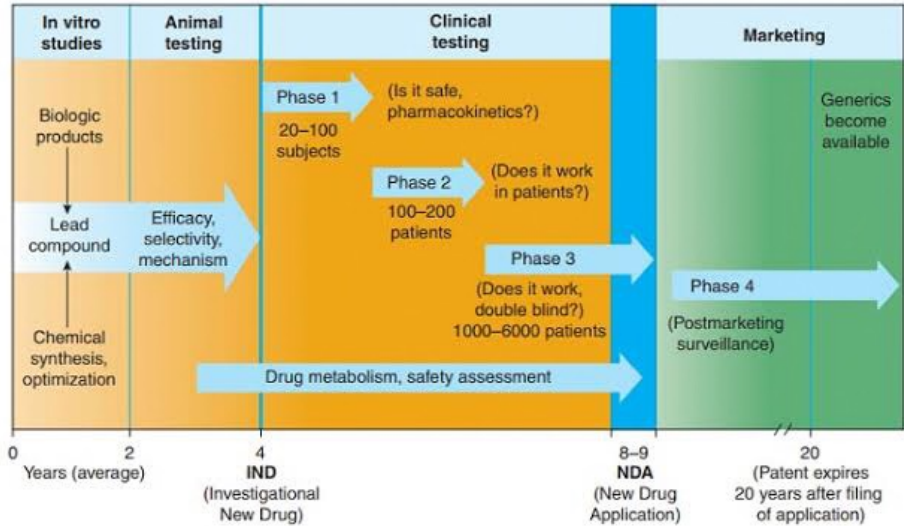 In vitro
studies
Animal
testing
Clinical
testing
Marketing
Biologic
products
Lead
compound
Chemical
synthesis,
optimization
Efficacy,
selectivity,
mechanism
Phase 1
20–100
subjects
(Is it safe,
pharmacokinetics?)
Phase 2
100–200
patients
(Does it work
in patients?)
Phase 3
(Does it work,
double blind?)
1000–6000 patients
Drug metabolism, safety assessment
Phase 4
(Postmarketing
surveillance)
Generics
become
available
0
2
4
8–9
20
Years (average)
IND
(Investigational
New Drug)
NDA
(New Drug
Application)
(Patent expires
20 years after filing
of application)